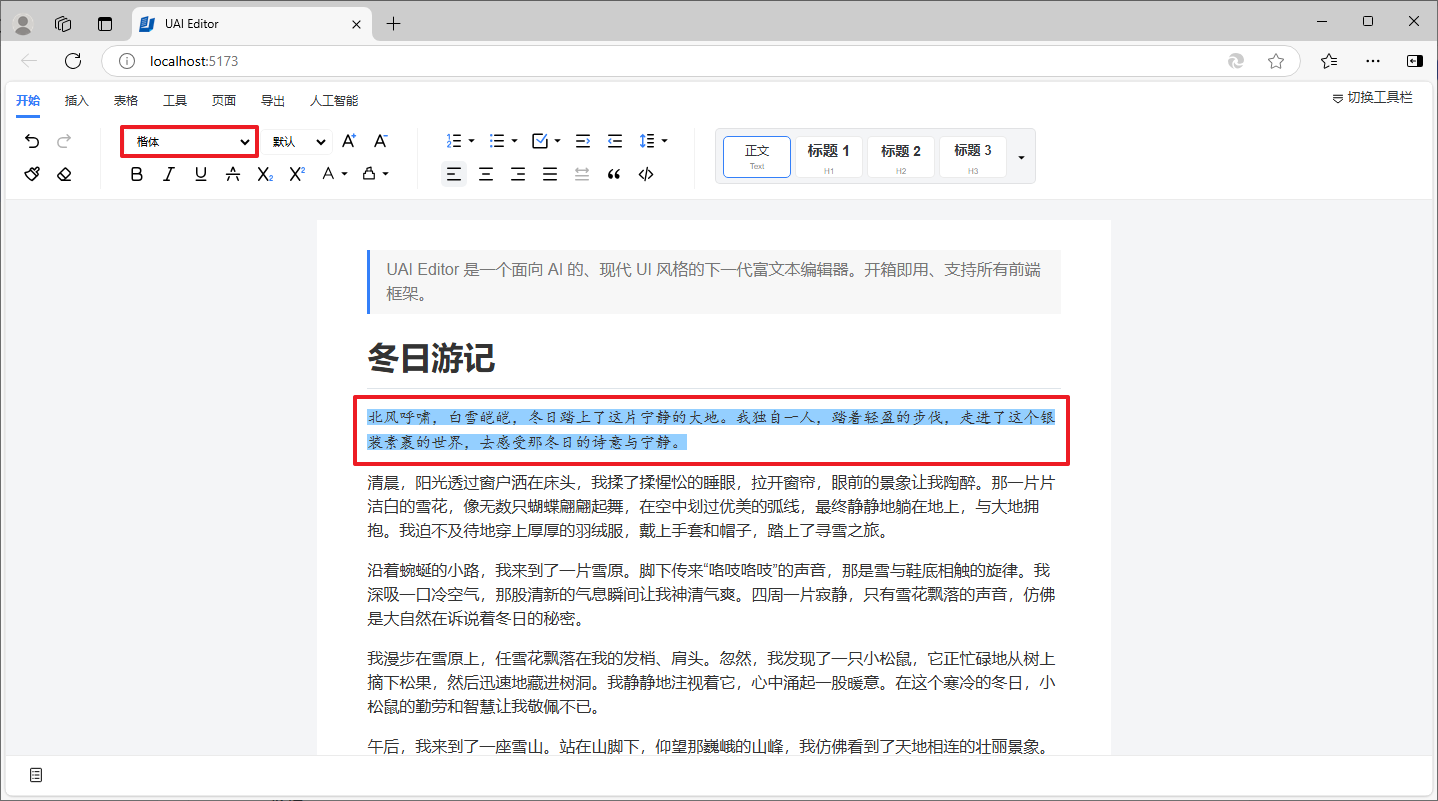 UAI Editor
localhost:5173
开始 插入 表格 工具 页面 导出 人工智能 切换工具栏
楷体 默认 A+ A-
B I U A X₂ X² A
正文 标题 1 标题 2 标题 3
Text H1 H2 H3
UAI Editor 是一个面向 AI 的、现代 UI 风格的下一代富文本编辑器。开箱即用、支持所有前端
框架。
冬日游记
北风呼啸，白雪皑皑，冬日踏上了这片宁静的大地。我独自一人，踏着轻盈的步伐，走进了这个银
装素裹的世界，去感受那冬日的诗意与宁静。
清晨，阳光透过窗户洒在床头，我揉了揉惺忪的睡眼，拉开窗帘，眼前的景象让我陶醉。那一片片
洁白的雪花，像无数只蝴蝶翩翩起舞，在空中划过优美的弧线，最终静静地躺在地上，与大地拥
抱。我迫不及待地穿上厚厚的羽绒服，戴上手套和帽子，踏上了寻雪之旅。
沿着蜿蜒的小路，我来到了一片雪原。脚下传来“咯吱咯吱”的声音，那是雪与鞋底相触的旋律。我
深吸一口冷空气，那股清新的气息瞬间让我神清气爽。四周一片寂静，只有雪花飘落的声音，仿佛
是大自然在诉说着冬日的秘密。
我漫步在雪原上，任雪花飘落在我的发梢、肩头。忽然，我发现了一只小松鼠，它正忙碌地从树上
摘下松果，然后迅速地藏进树洞。我静静地注视着它，心中涌起一股暖意。在这个寒冷的冬日，小
松鼠的勤劳和智慧让我敬佩不已。
午后，我来到了一座雪山。站在山脚下，仰望那巍峨的山峰，我仿佛看到了天地相连的壮丽景象。